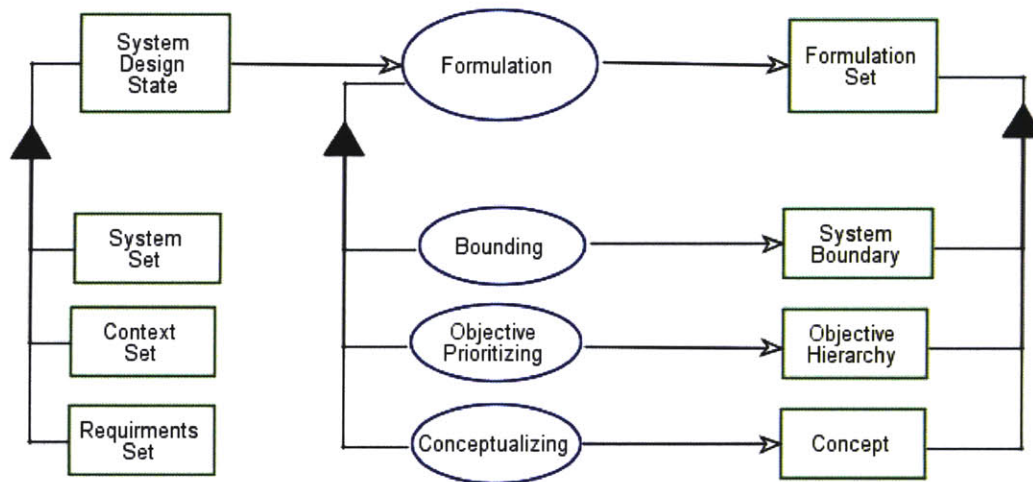 System
Design
State
Formulation
Formulation
Set
System
Set
Bounding
System
Boundary
Context
Set
Objective
Prioritizing
Objective
Hierarchy
Requirments
Set
Conceptualizing
Concept